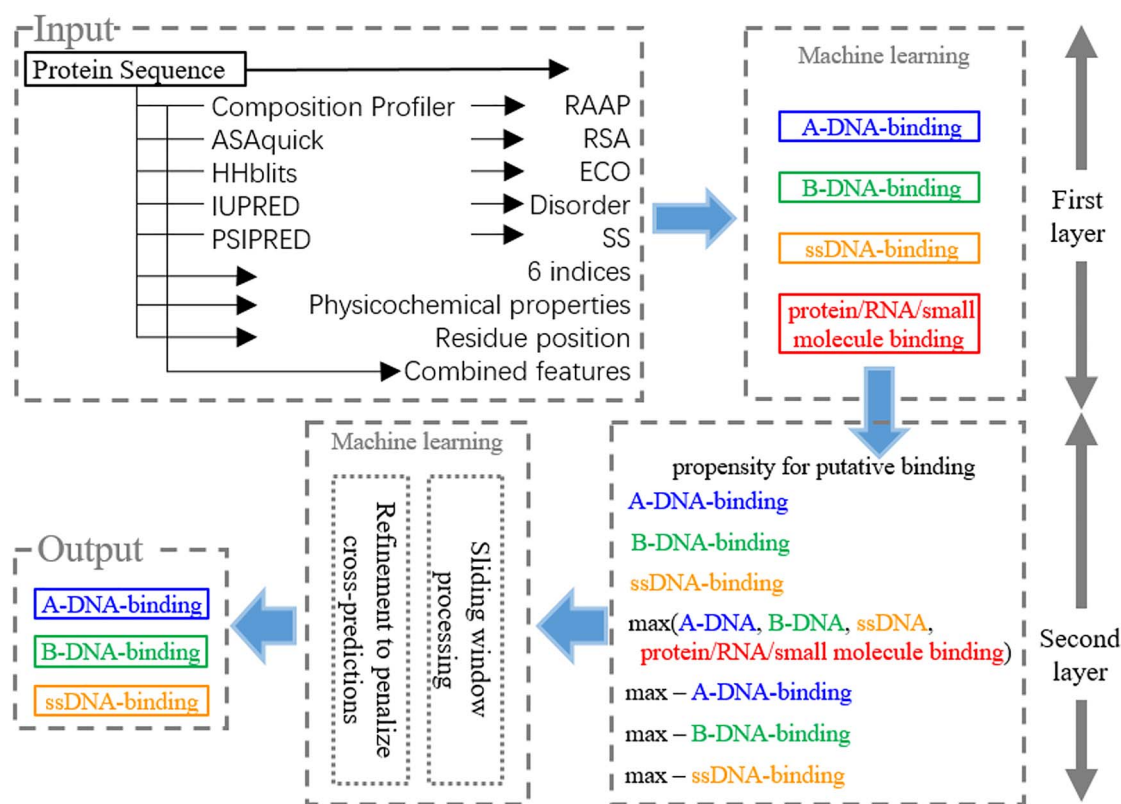 Input
Protein Sequence
Composition Profiler RAAP
ASAquick RSA
HHblits ECO
IUPRED Disorder
PSIPRED SS
6 indices
Physicochemical properties
Residue position
Combined features
Machine learning
A-DNA-binding
B-DNA-binding
ssDNA-binding
protein/RNA/small
molecule binding
First
layer
propensity for putative binding
A-DNA-binding
B-DNA-binding
ssDNA-binding
max(A-DNA, B-DNA, ssDNA,
protein/RNA/small molecule binding)
max – A-DNA-binding
max – B-DNA-binding
max – ssDNA-binding
Second
layer
Machine learning
Sliding window
processing
Refinement to penalize
cross-predictions
Output
A-DNA-binding
B-DNA-binding
ssDNA-binding